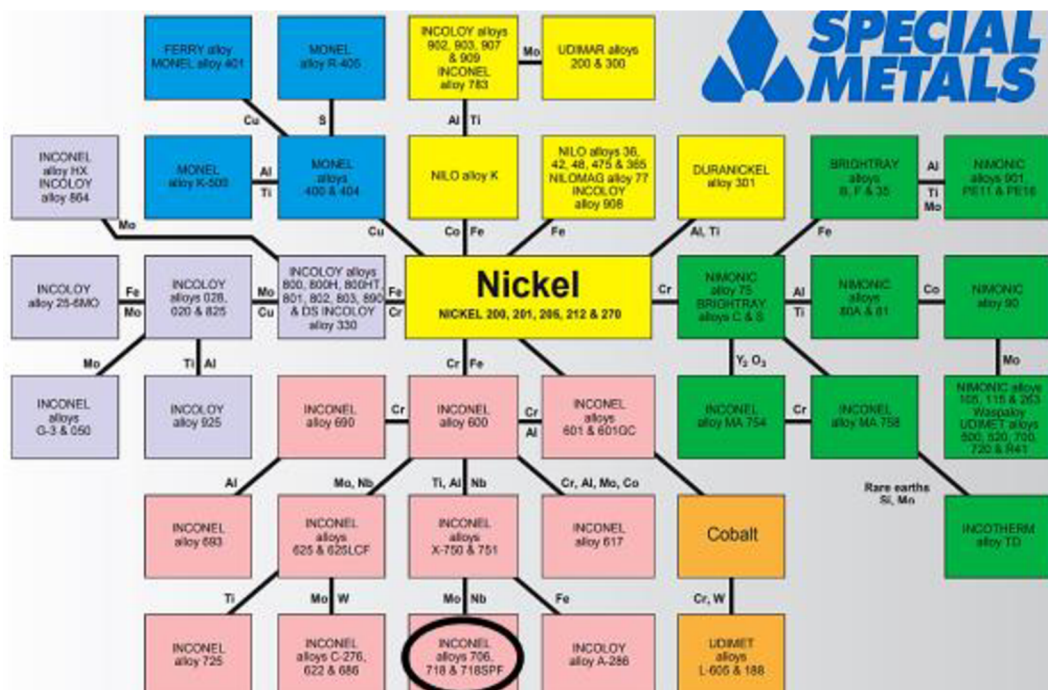 SPECIAL
METALS
FERRY alloy
MONEL alloy 401
MONEL
alloy R-405
INCOLOY alloys
902, 903, 907
& 909
INCONEL
alloy 783
Mo
UDIMAR alloys
200 & 300
Cu
S
Al Ti
INCONEL
alloy HX
INCOLOY
alloy 864
MONEL
alloy K-500
Al
Ti
MONEL
alloys
400 & 404
NILO alloy K
NILO alloys 36,
42, 48, 475 & 365
NILOMAG alloy 77
INCOLOY
alloy 908
DURANICKEL
alloy 301
BRIGHTRAY
alloys
B, F & 35
Al
Ti
Mo
NIMONIC
alloys 901,
PE11 & PE16
Mo
Cu
Co Fe
Fe
Al, Ti
Fe
INCOLOY
alloy 25-6MO
Fe
Mo
INCOLOY
alloys 028,
020 & 825
Mo
Cu
INCOLOY alloys
800, 800H, 800HT,
801, 802, 803, 890
& DS INCOLOY
alloy 330
Fe
Cr
Nickel
NICKEL 200, 201, 205, 212 & 270
Cr
NIMONIC
alloy 75
BRIGHTRAY
alloys C & S
Al
Ti
NIMONIC
alloys
80A & 81
Co
NIMONIC
alloy 90
Mo
Ti Al
Cr Fe
Y2 O3
Mo
INCONEL
alloys
G-3 & 050
INCOLOY
alloy 925
INCONEL
alloy 690
Cr
INCONEL
alloy 600
Cr
Al
INCONEL
alloys
601 & 601GC
INCONEL
alloy MA 754
Cr
INCONEL
alloy MA 758
NIMONIC alloys
105, 115 & 263
Waspaloy
UDIMET alloys
500, 520, 700,
720 & R41
Al
Mo, Nb
Ti, Al Nb
Cr, Al, Mo, Co
Rare earths
Si, Mo
INCONEL
alloy 693
INCONEL
alloys
625 & 625LCF
INCONEL
alloys
X-750 & 751
INCONEL
alloy 617
Cobalt
INCOTHERM
alloy TD
Ti
Mo W
Mo Nb
Fe
Cr, W
INCONEL
alloy 725
INCONEL
alloys C-276,
622 & 686
INCONEL
alloys 706,
718 & 718SPF
INCOLOY
alloy A-286
UDIMET
alloys
L-605 & 188